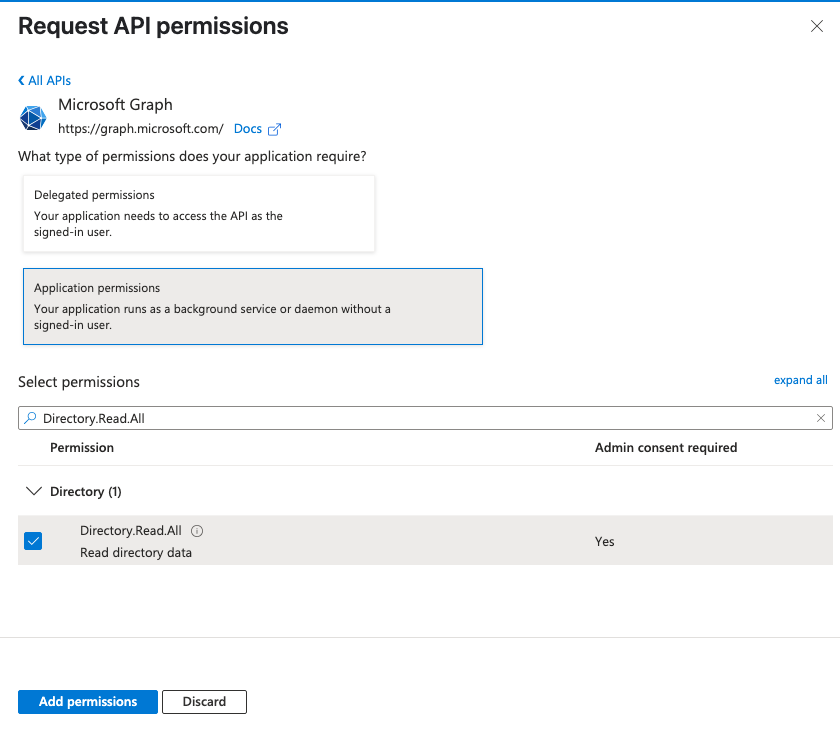 Request API permissions
All APIs
Microsoft Graph
https://graph.microsoft.com/ Docs
What type of permissions does your application require?
Delegated permissions
Your application needs to access the API as the
signed-in user.
Application permissions
Your application runs as a background service or daemon without a
signed-in user.
Select permissions
expand all
Directory.Read.All
Permission
Admin consent required
Directory (1)
Directory.Read.All
Read directory data
Yes
Add permissions
Discard